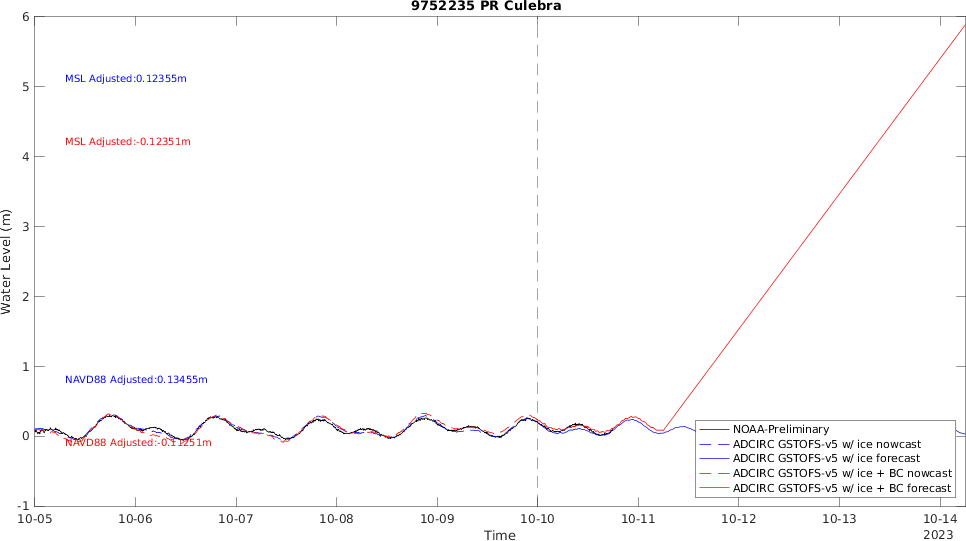 9752235 PR Culebra
6
5
4
3
2
1
0
-1
Water Level (m)
MSL Adjusted:0.12355m
MSL Adjusted:-0.12351m
NAVD88 Adjusted:0.13455m
NAVD88 Adjusted:-0.11251m
NOAA-Preliminary
ADCIRC GSTOFS-v5 w/ ice nowcast
ADCIRC GSTOFS-v5 w/ ice forecast
ADCIRC GSTOFS-v5 w/ ice + BC nowcast
ADCIRC GSTOFS-v5 w/ ice + BC forecast
10-05 10-06 10-07 10-08 10-09 10-10 10-11 10-12 10-13 10-14
Time
2023